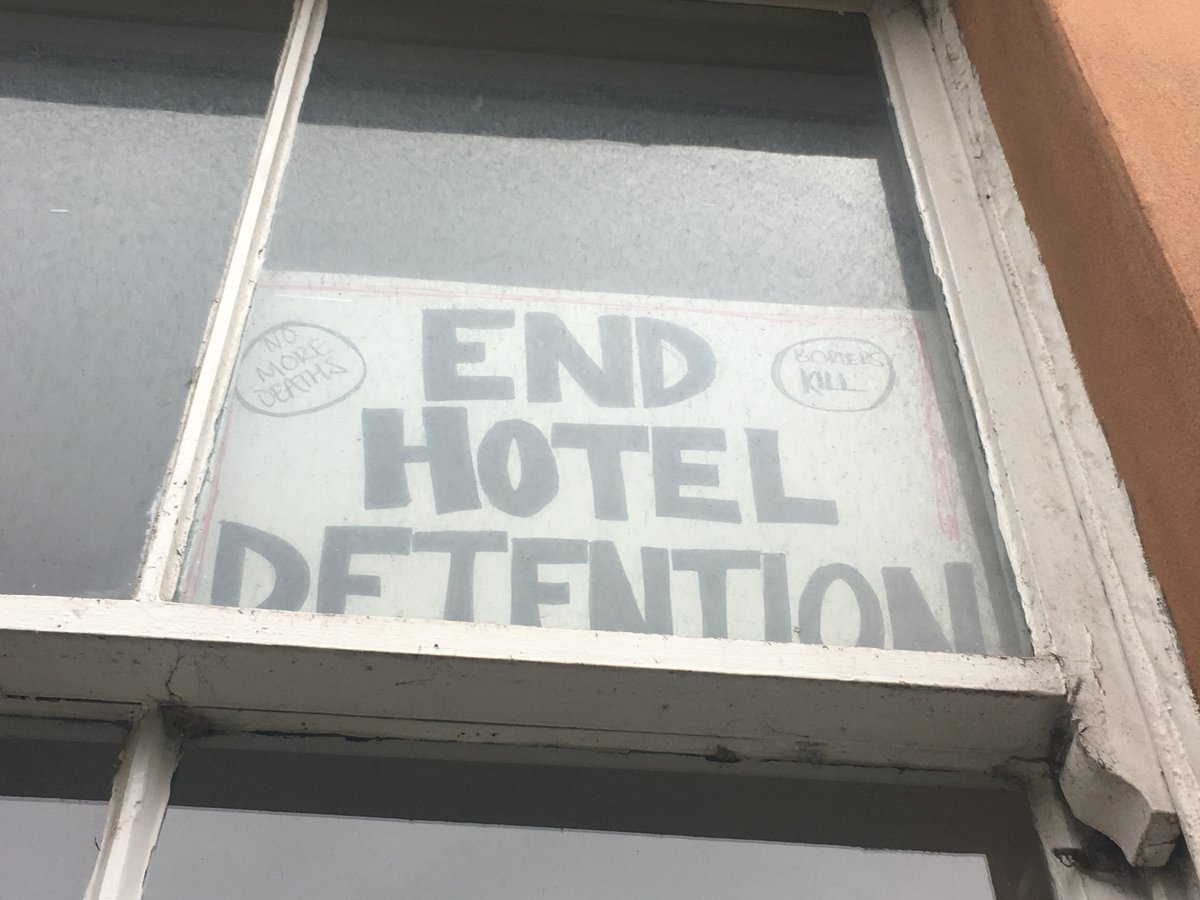 NO
MORE
DEATHS
END
HOTEL
DETENTION
BORDERS
KILL